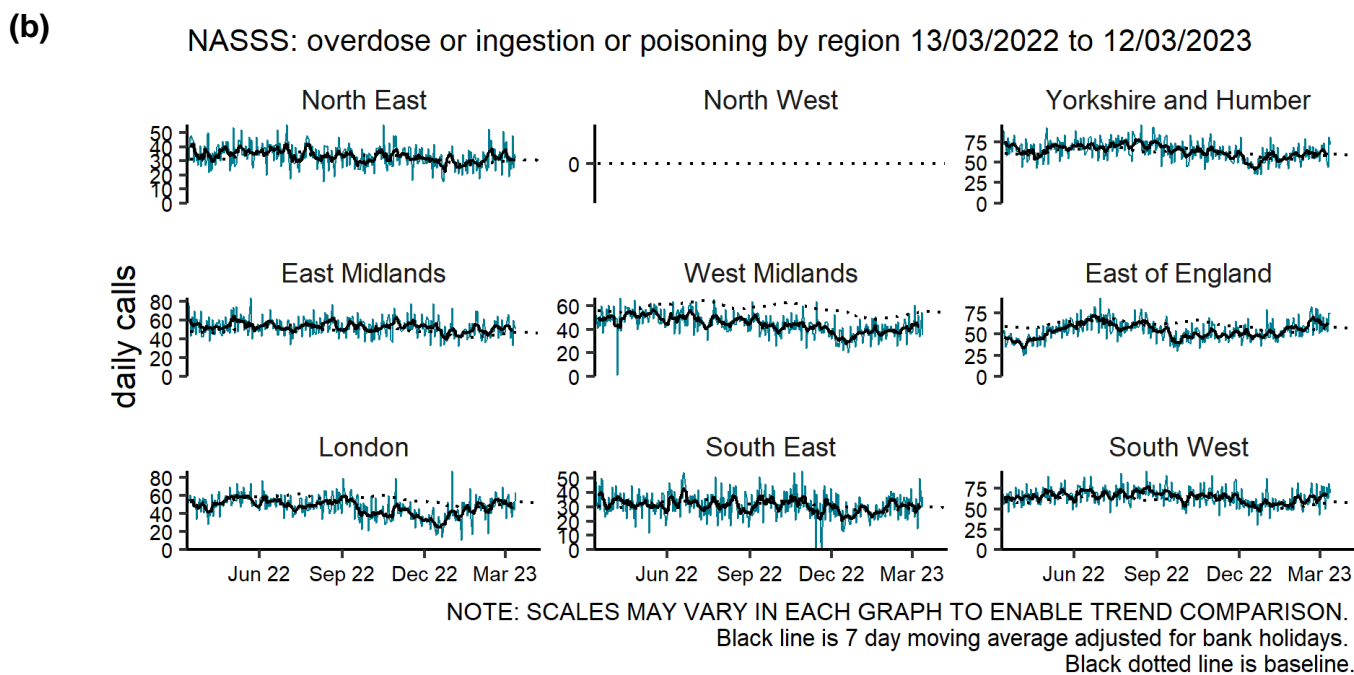 (b)
NASSS: overdose or ingestion or poisoning by region 13/03/2022 to 12/03/2023
North East
North West
Yorkshire and Humber
50
40
30
20
10
0
0
75
50
25
0
daily calls
East Midlands
West Midlands
East of England
80
60
40
20
0
60
40
20
0
75
50
25
0
London
South East
South West
80
60
40
20
0
50
40
30
20
10
0
75
50
25
0
Jun 22 Sep 22 Dec 22 Mar 23
Jun 22 Sep 22 Dec 22 Mar 23
Jun 22 Sep 22 Dec 22 Mar 23
NOTE: SCALES MAY VARY IN EACH GRAPH TO ENABLE TREND COMPARISON.
Black line is 7 day moving average adjusted for bank holidays.
Black dotted line is baseline.